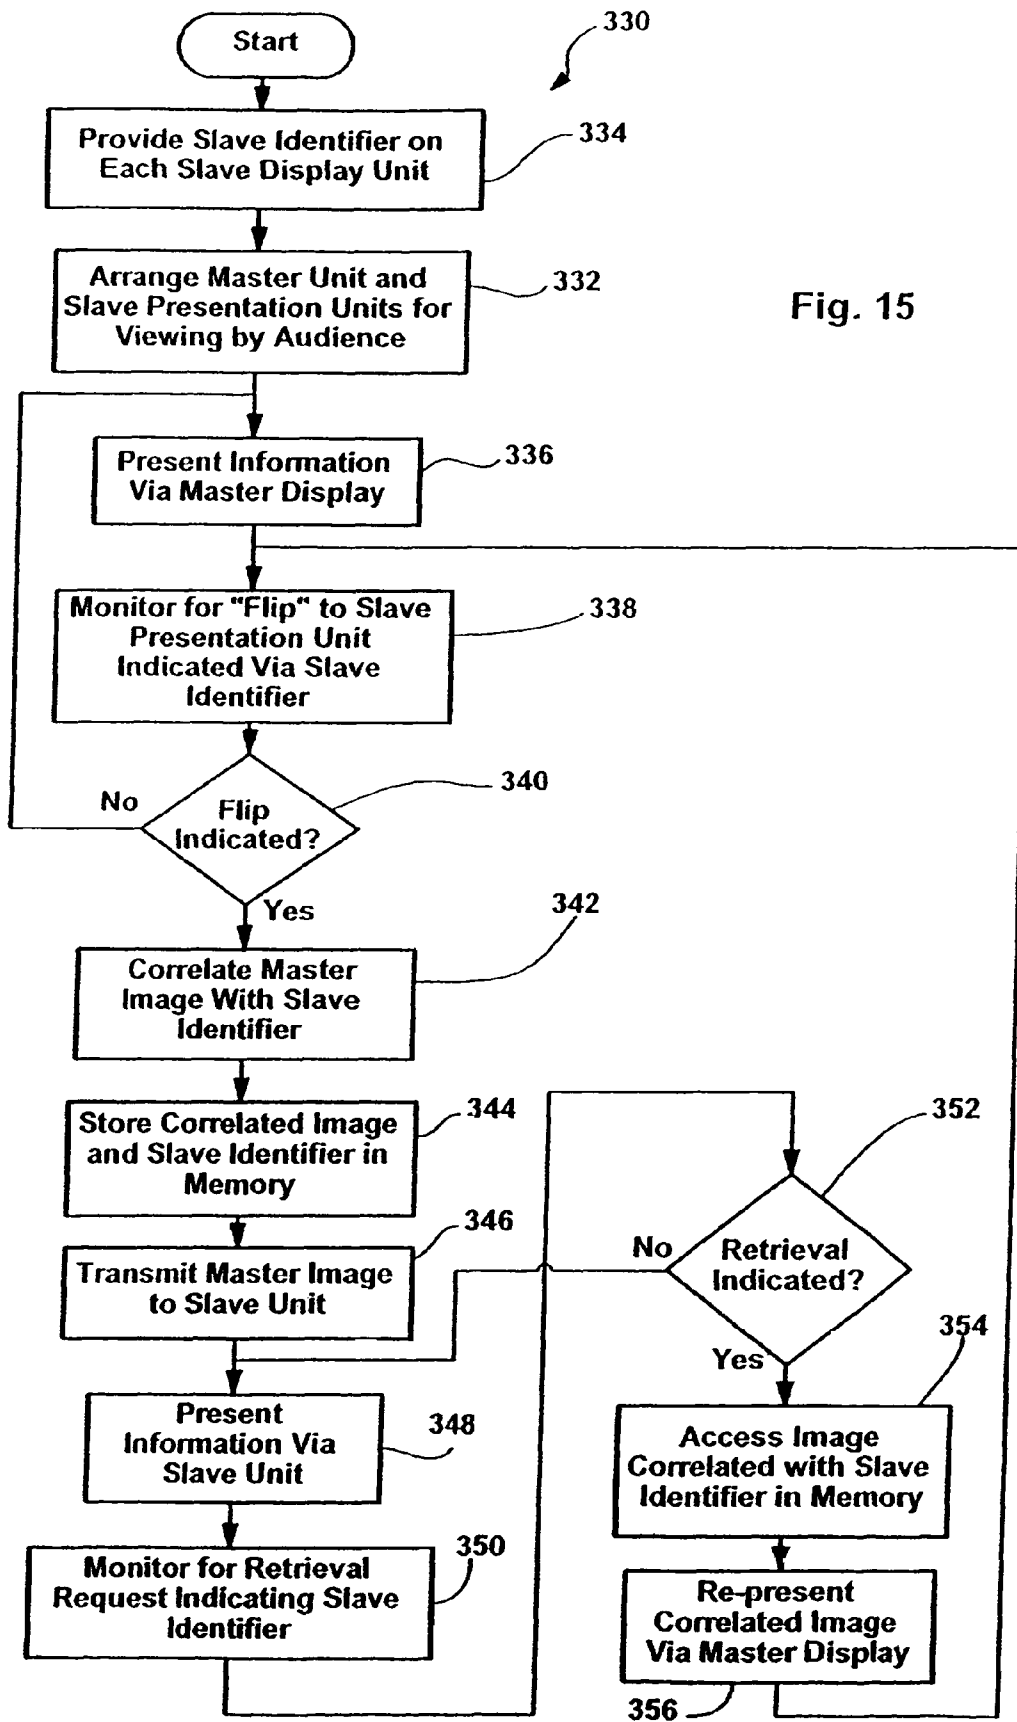 Start
330
Provide Slave Identifier on
Each Slave Display Unit
334
Arrange Master Unit and
Slave Presentation Units for
Viewing by Audience
332
Fig. 15
Present Information
Via Master Display
336
Monitor for "Flip" to Slave
Presentation Unit
Indicated Via Slave
Identifier
338
Flip
Indicated?
340
No
Yes
Correlate Master
Image With Slave
Identifier
342
Store Correlated Image
and Slave Identifier in
Memory
344
Transmit Master Image
to Slave Unit
346
Present
Information Via
Slave Unit
348
Monitor for Retrieval
Request Indicating Slave
Identifier
350
Retrieval
Indicated?
352
No
Yes
Access Image
Correlated with Slave
Identifier in Memory
354
Re-present
Correlated Image
Via Master Display
356